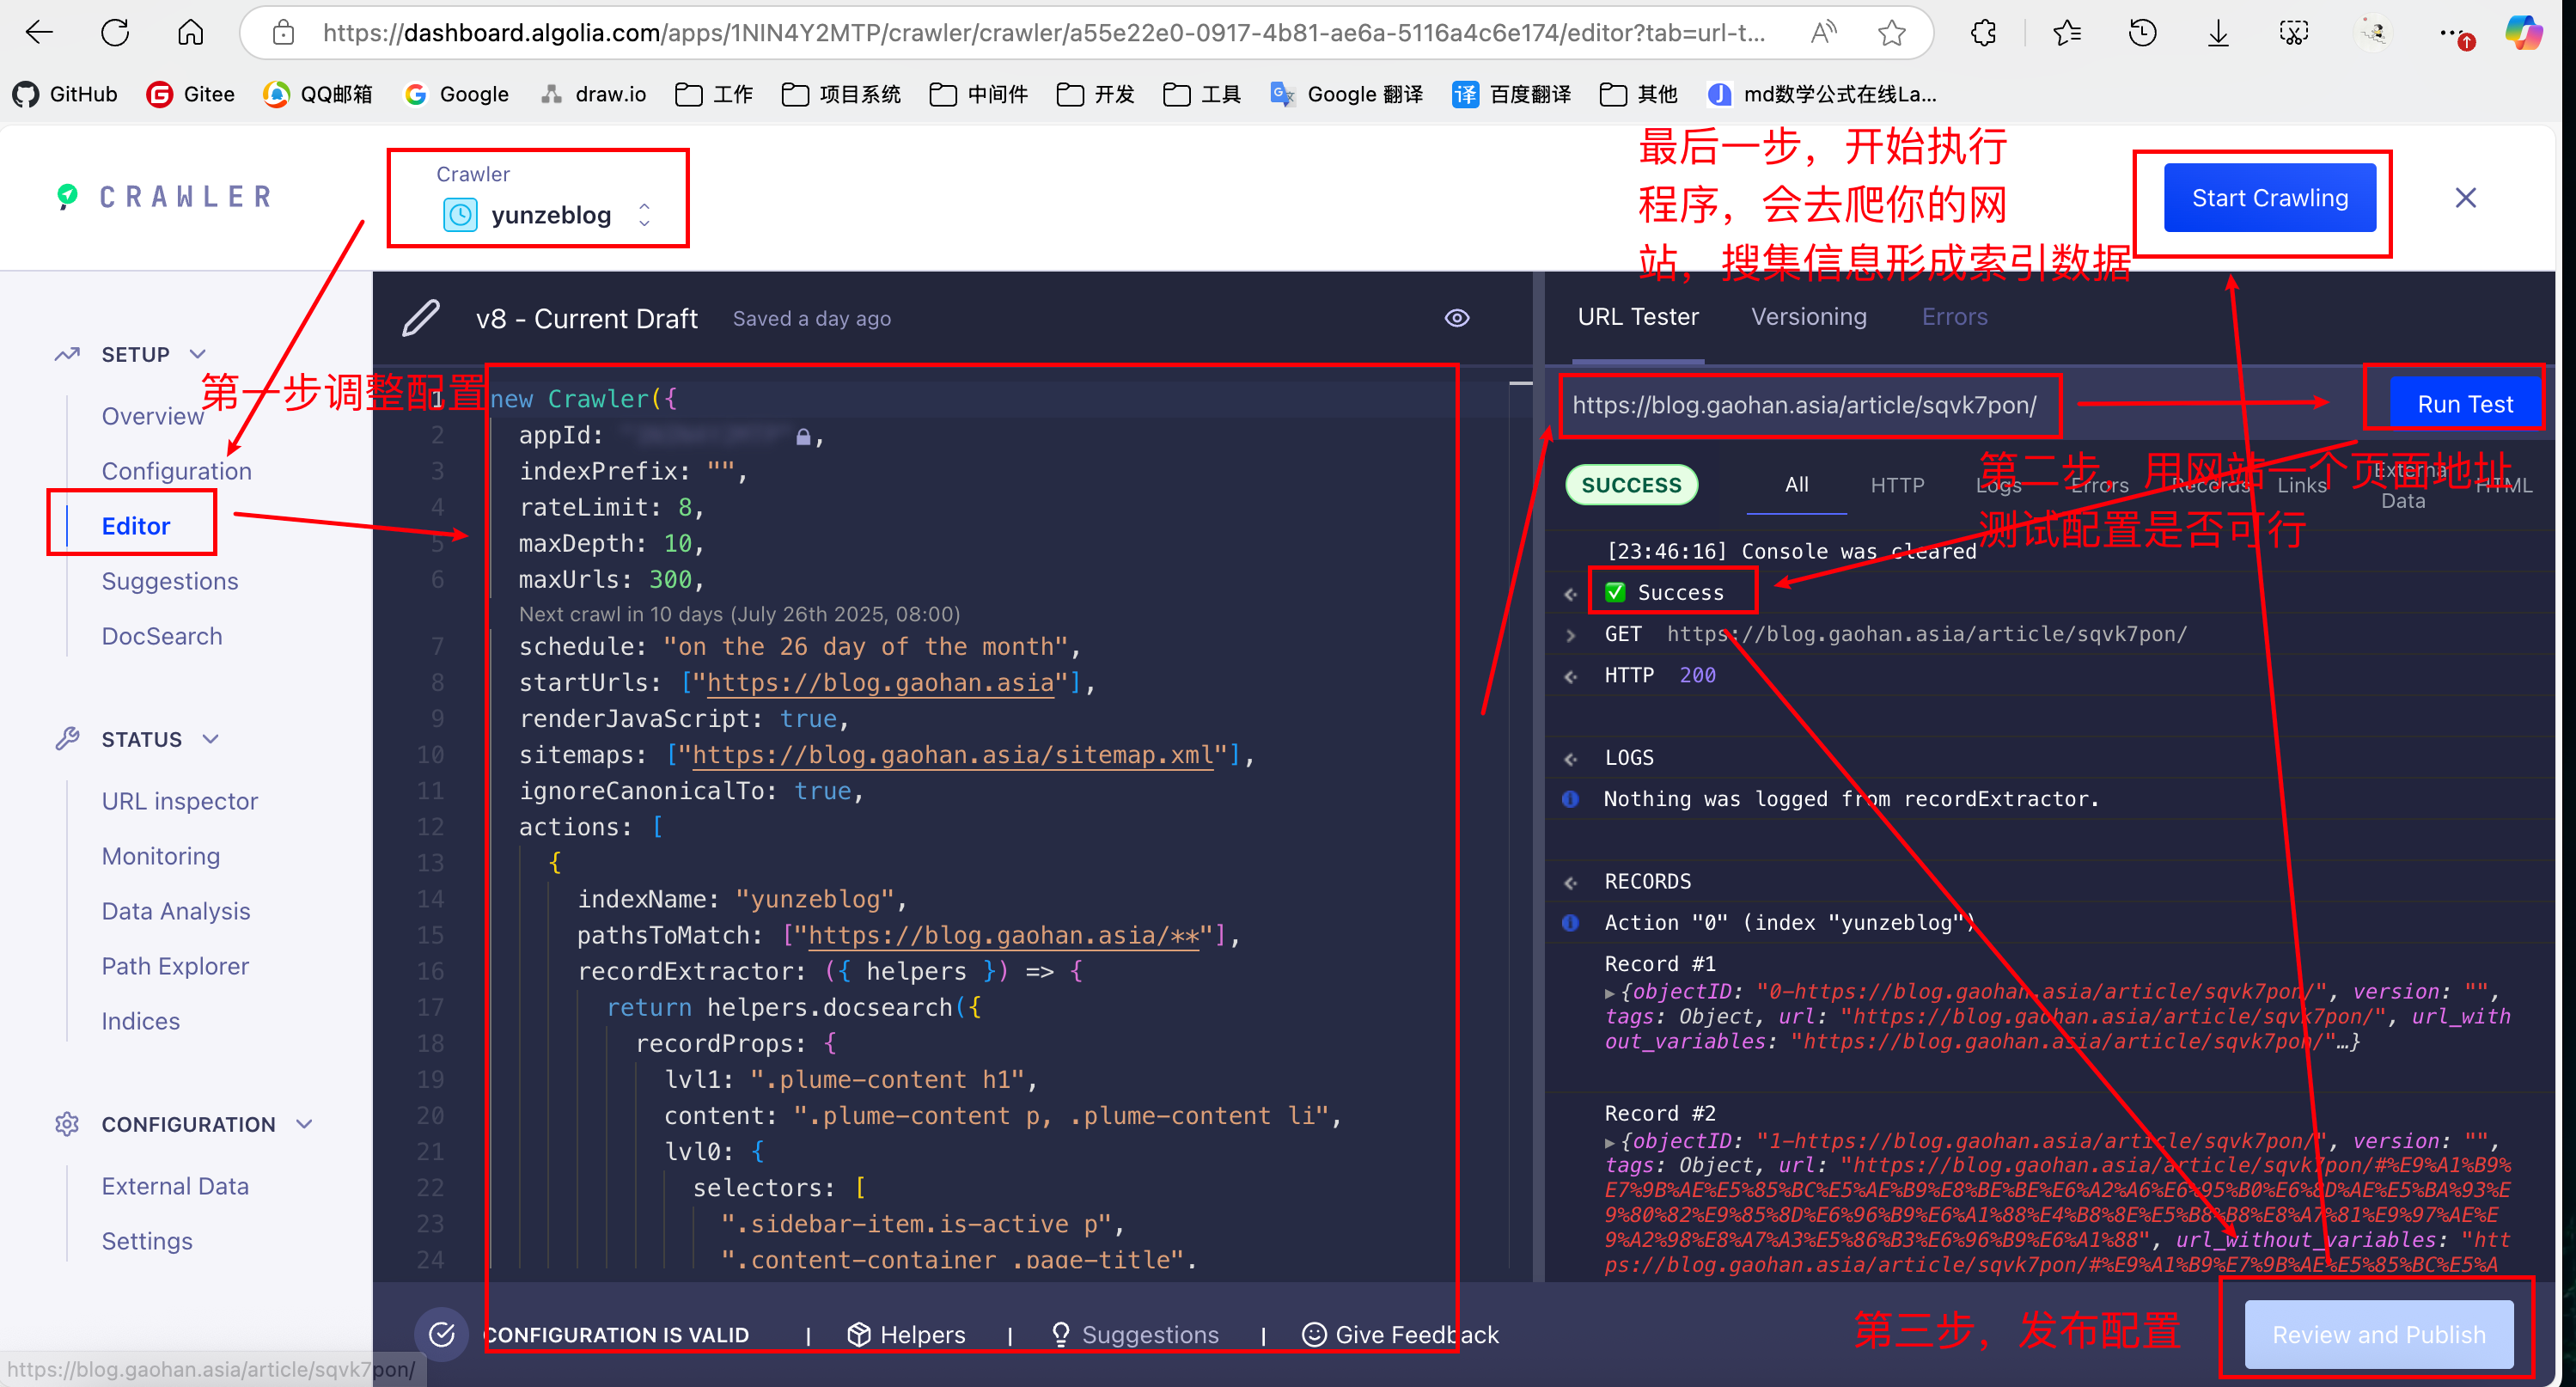 https://dashboard.algolia.com/apps/1NIN4Y2MTP/crawler/crawler/a55e22e0-0917-4b81-ae6a-5116a4c6e174/editor?tab=url-t...
GitHub Gitee QQ邮箱 Google draw.io 工作 项目系统 中间件 开发 工具 Google 翻译 百度翻译 其他 md数学公式在线La...
CRAWLER
Crawler
yunzeblog
最后一步，开始执行
程序，会去爬你的网
站，搜集信息形成索引数据
Start Crawling
SETUP
Overview
Configuration
Editor
Suggestions
DocSearch
STATUS
URL inspector
Monitoring
Data Analysis
Path Explorer
Indices
CONFIGURATION
External Data
Settings
第一步调整配置
v8 - Current Draft Saved a day ago
1 new Crawler({
2 appId: ,
3 indexPrefix: "",
4 rateLimit: 8,
5 maxDepth: 10,
6 maxUrls: 300,
Next crawl in 10 days (July 26th 2025, 08:00)
7 schedule: "on the 26 day of the month",
8 startUrls: ["https://blog.gaohan.asia"],
9 renderJavaScript: true,
10 sitemaps: ["https://blog.gaohan.asia/sitemap.xml"],
11 ignoreCanonicalTo: true,
12 actions: [
13 {
14 indexName: "yunzeblog",
15 pathsToMatch: ["https://blog.gaohan.asia/**"],
16 recordExtractor: ({ helpers }) => {
17 return helpers.docsearch({
18 recordProps: {
19 lvl1: ".plume-content h1",
20 content: ".plume-content p, .plume-content li",
21 lvl0: {
22 selectors: [
23 ".sidebar-item.is-active p",
24 ".content-container .page-title",
CONFIGURATION IS VALID | Helpers | Suggestions | Give Feedback
URL Tester Versioning Errors
https://blog.gaohan.asia/article/sqvk7pon/
Run Test
SUCCESS All HTTP Logs Errors Records Links External Data HTML
第二步，用网站一个页面地址
测试配置是否可行
[23:46:16] Console was cleared
✅ Success
GET https://blog.gaohan.asia/article/sqvk7pon/
HTTP 200
LOGS
Nothing was logged from recordExtractor.
RECORDS
Action "0" (index "yunzeblog")
Record #1
▶{objectID: "0-https://blog.gaohan.asia/article/sqvk7pon/", version: "",
tags: Object, url: "https://blog.gaohan.asia/article/sqvk7pon/", url_with
out_variables: "https://blog.gaohan.asia/article/sqvk7pon/"…}
Record #2
▶{objectID: "1-https://blog.gaohan.asia/article/sqvk7pon/", version: "",
tags: Object, url: "https://blog.gaohan.asia/article/sqvk7pon/#%E9%A1%B9%
E7%9B%AE%E5%85%BC%E5%AE%B9%E8%BE%BE%E6%A2%A6%E6%95%B0%E6%8D%AE%E5%BA%93%E
9%80%82%E9%85%8D%E6%96%B9%E6%A1%88%E4%B8%8E%E5%B8%B8%E8%A7%81%E9%97%AE%E
9%A2%98%E8%A7%A3%E5%86%B3%E6%96%B9%E6%A1%88", url_without_variables: "htt
ps://blog.gaohan.asia/article/sqvk7pon/#%E9%A1%B9%E7%9B%AE%E5%85%BC%E5%A
第三步，发布配置
Review and Publish
https://blog.gaohan.asia/article/sqvk7pon/